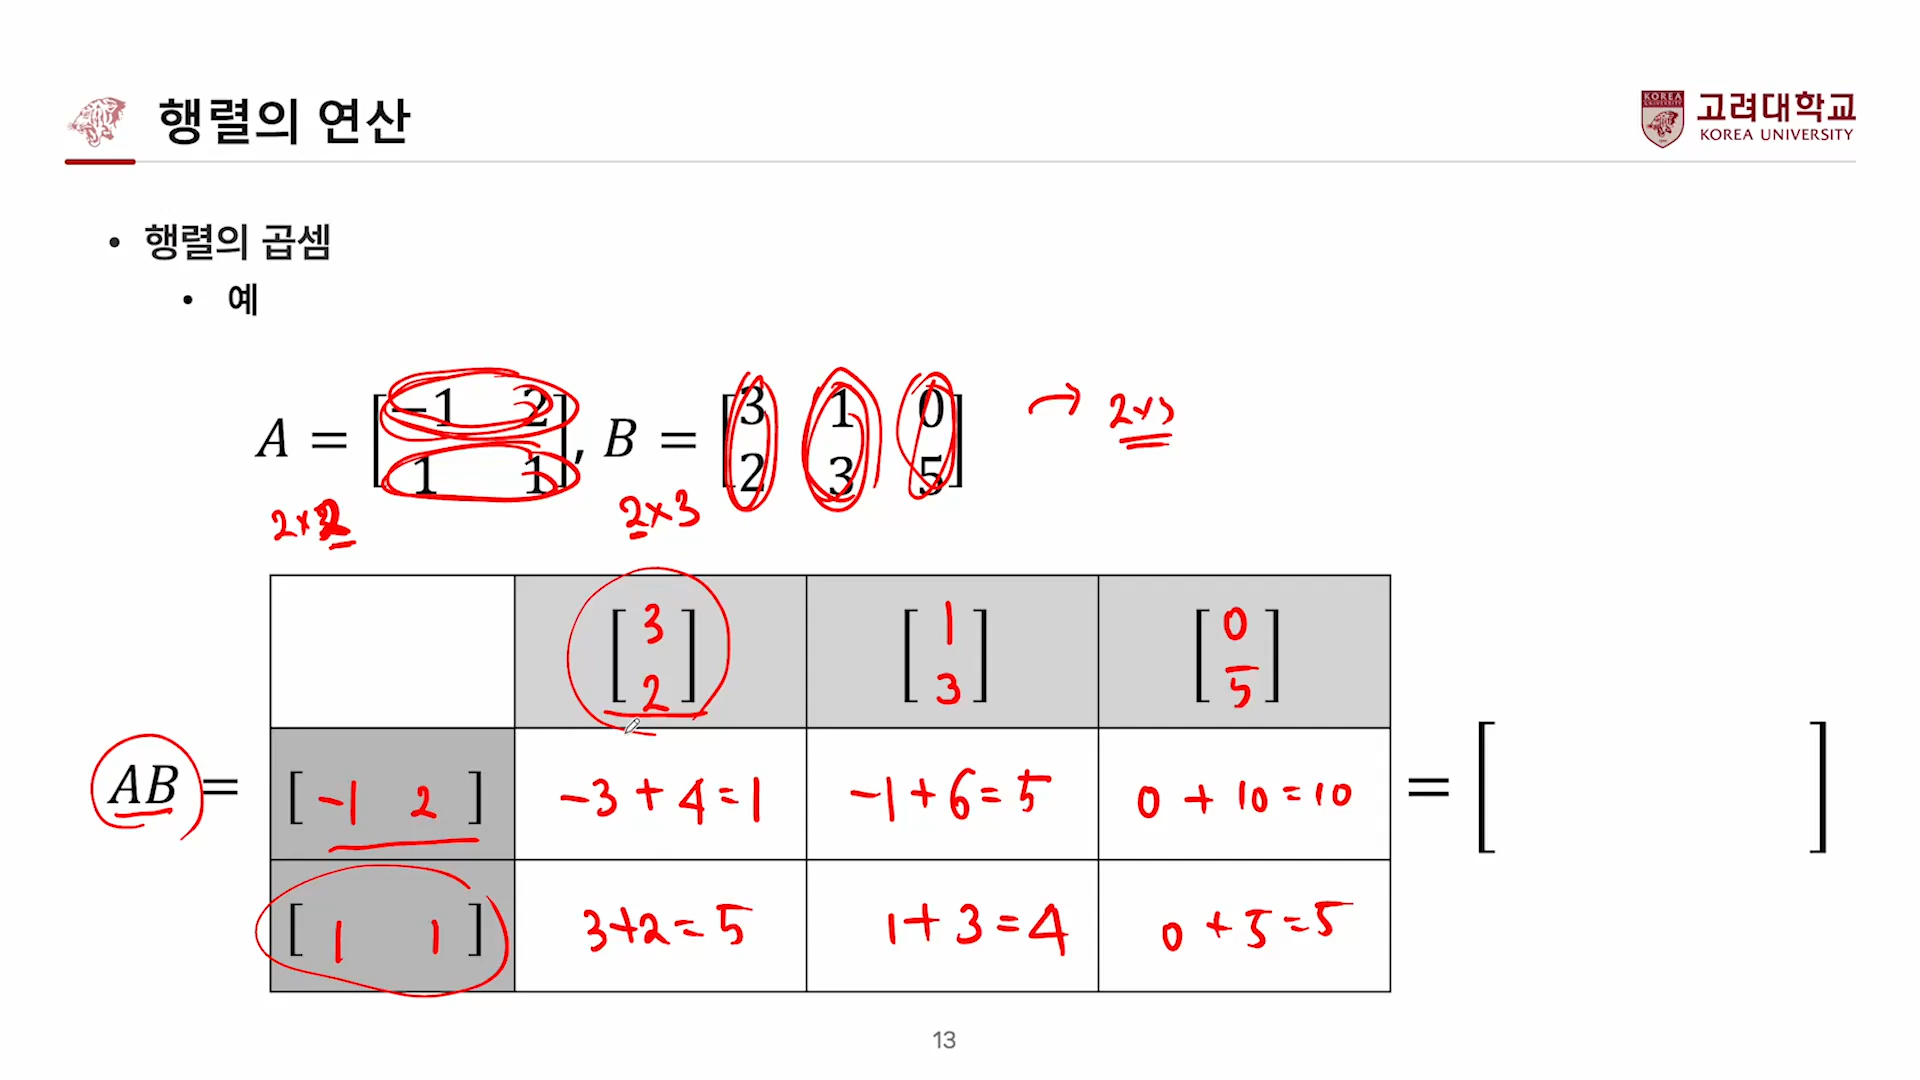 행렬의 연산
고려대학교
KOREA UNIVERSITY
• 행렬의 곱셈
• 예
A = [-1 2
1 1], B = [3 1 0
2 3 5] → 2×3
2×2
2×3
[3 2] [1 3] [0 5]
AB = [-1 2] -3+4=1 -1+6=5 0+10=10 = [ ]
[1 1] 3+2=5 1+3=4 0+5=5
13